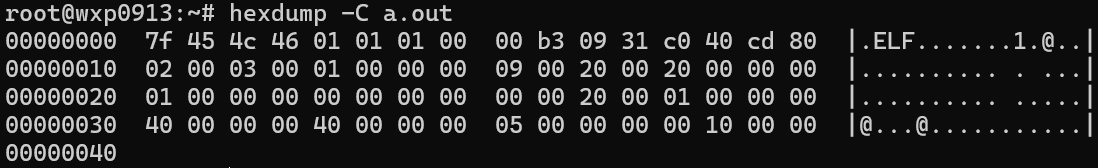 root@wxp0913:~# hexdump -C a.out
00000000  7f 45 4c 46 01 01 01 00  00 b3 09 31 c0 40 cd 80  |.ELF.......1.@..|
00000010  02 00 03 00 01 00 00 00  09 00 20 00 20 00 00 00  |.......... . ...|
00000020  01 00 00 00 00 00 00 00  00 00 20 00 01 00 00 00  |.......... .....|
00000030  40 00 00 00 40 00 00 00  05 00 00 00 00 10 00 00  |@...@...........|
00000040